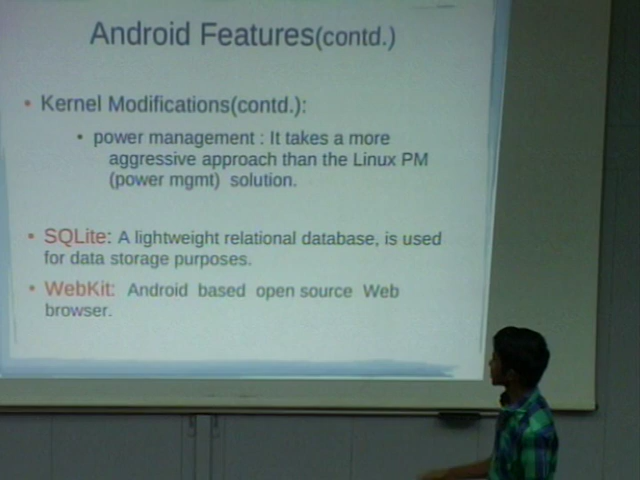 Android Features(contd.)
• Kernel Modifications(contd.):
• power management : It takes a more
aggressive approach than the Linux PM
(power mgmt) solution.
• SQLite: A lightweight relational database, is used
for data storage purposes.
• WebKit: Android based open source Web
browser.